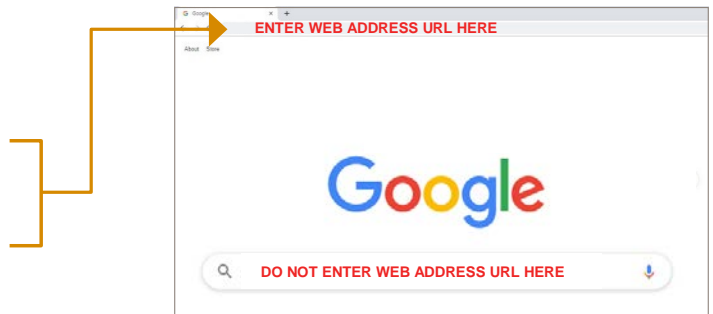 Google
ENTER WEB ADDRESS URL HERE
About Store
Google
DO NOT ENTER WEB ADDRESS URL HERE